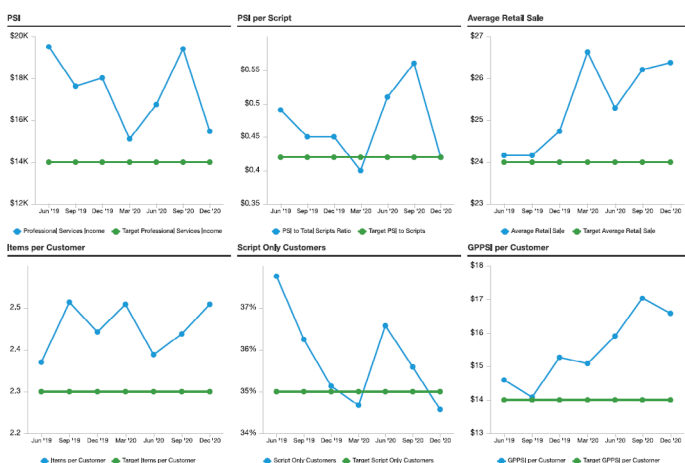 PSI
PSI per Script
Average Retail Sale
$20K
$18K
$16K
$14K
$12K
$0.55
$0.5
$0.45
$0.4
$0.35
$27
$26
$25
$24
$23
Jun '19 Sep '19 Dec '19 Mar '20 Jun '20 Sep '20 Dec '20
Jun '19 Sep '19 Dec '19 Mar '20 Jun '20 Sep '20 Dec '20
Jun '19 Sep '19 Dec '19 Mar '20 Jun '20 Sep '20 Dec '20
Professional Services Income Target Professional Services Income
PSI to Total Scripts Ratio Target PSI to Scripts
Average Retail Sale Target Average Retail Sale
Items per Customer
Script Only Customers
GPPSI per Customer
2.5
2.4
2.3
2.2
37%
36%
35%
34%
$18
$16
$15
$14
$13
Jun '19 Sep '19 Dec '19 Mar '20 Jun '20 Sep '20 Dec '20
Jun '19 Sep '19 Dec '19 Mar '20 Jun '20 Sep '20 Dec '20
Jun '19 Sep '19 Dec '19 Mar '20 Jun '20 Sep '20 Dec '20
Items per Customer Target Items per Customer
Script Only Customers Target Script Only Customers
GPPSI per Customer Target GPPSI per Customer